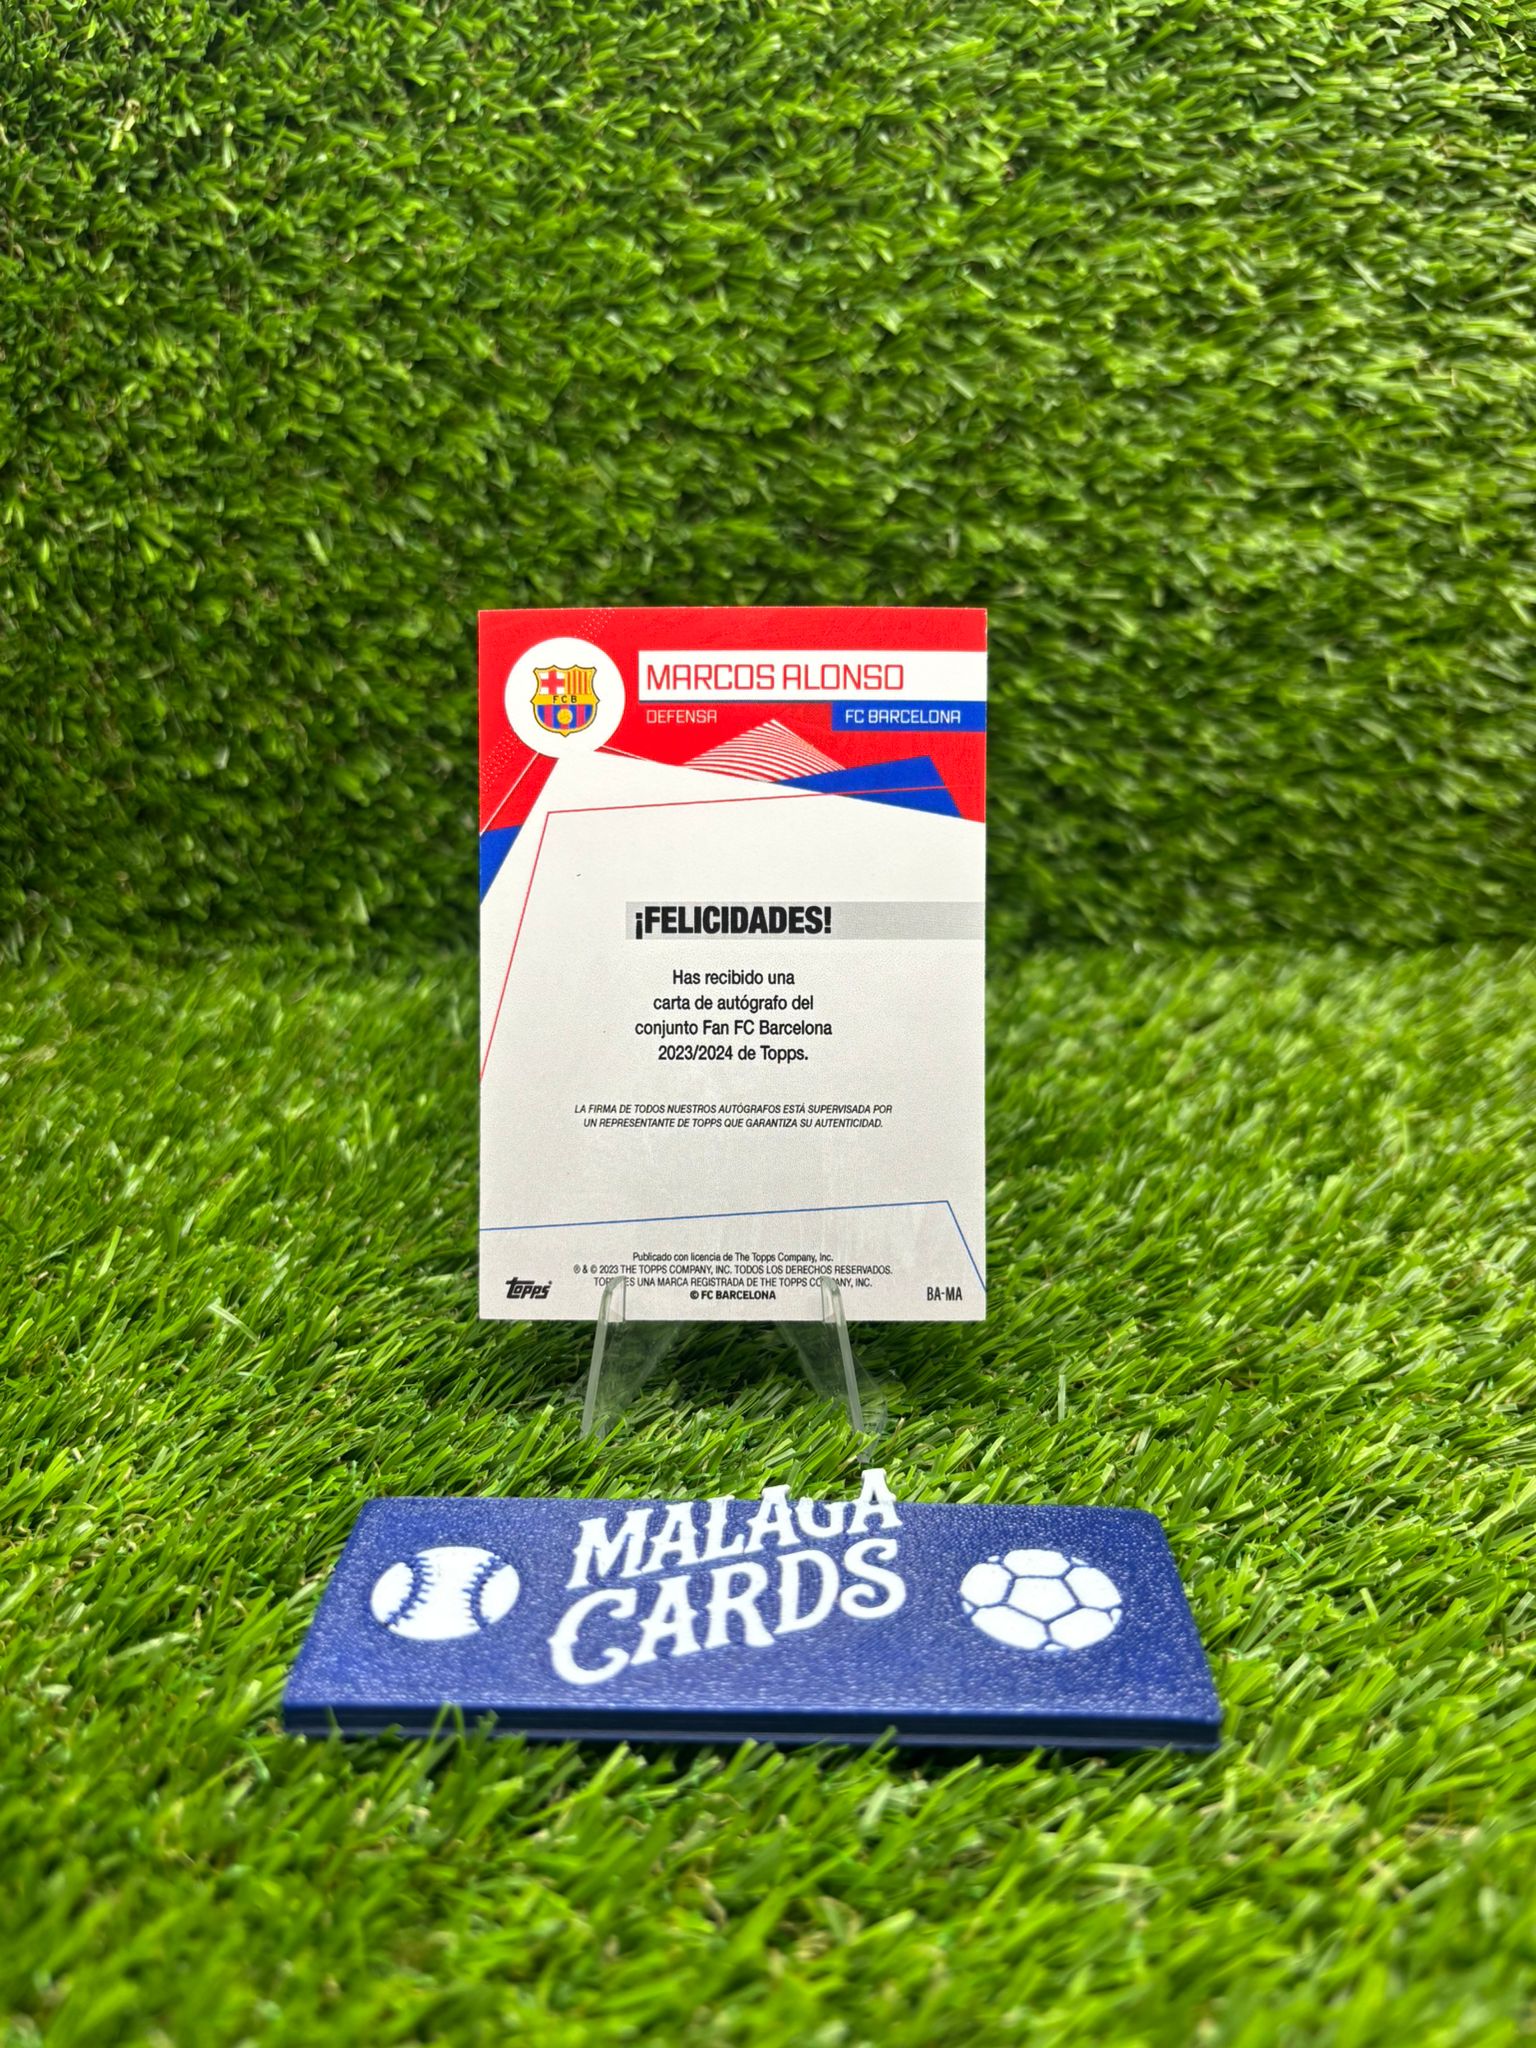 FCB
MARCOS ALONSO
DEFENSA
FC BARCELONA
¡FELICIDADES!
Has recibido una
carta de autógrafo del
conjunto Fan FC Barcelona
2023/2024 de Topps.
LA FIRMA DE TODOS NUESTROS AUTÓGRAFOS ESTÁ SUPERVISADA POR
UN REPRESENTANTE DE TOPPS QUE GARANTIZA SU AUTENTICIDAD.
Publicado con licencia de The Topps Company, Inc.
® & © 2023 THE TOPPS COMPANY, INC. TODOS LOS DERECHOS RESERVADOS.
ES UNA MARCA REGISTRADA DE THE TOPPS INC.
© FC BARCELONA
Topps®
BA-MA
MALAGA
CARDS